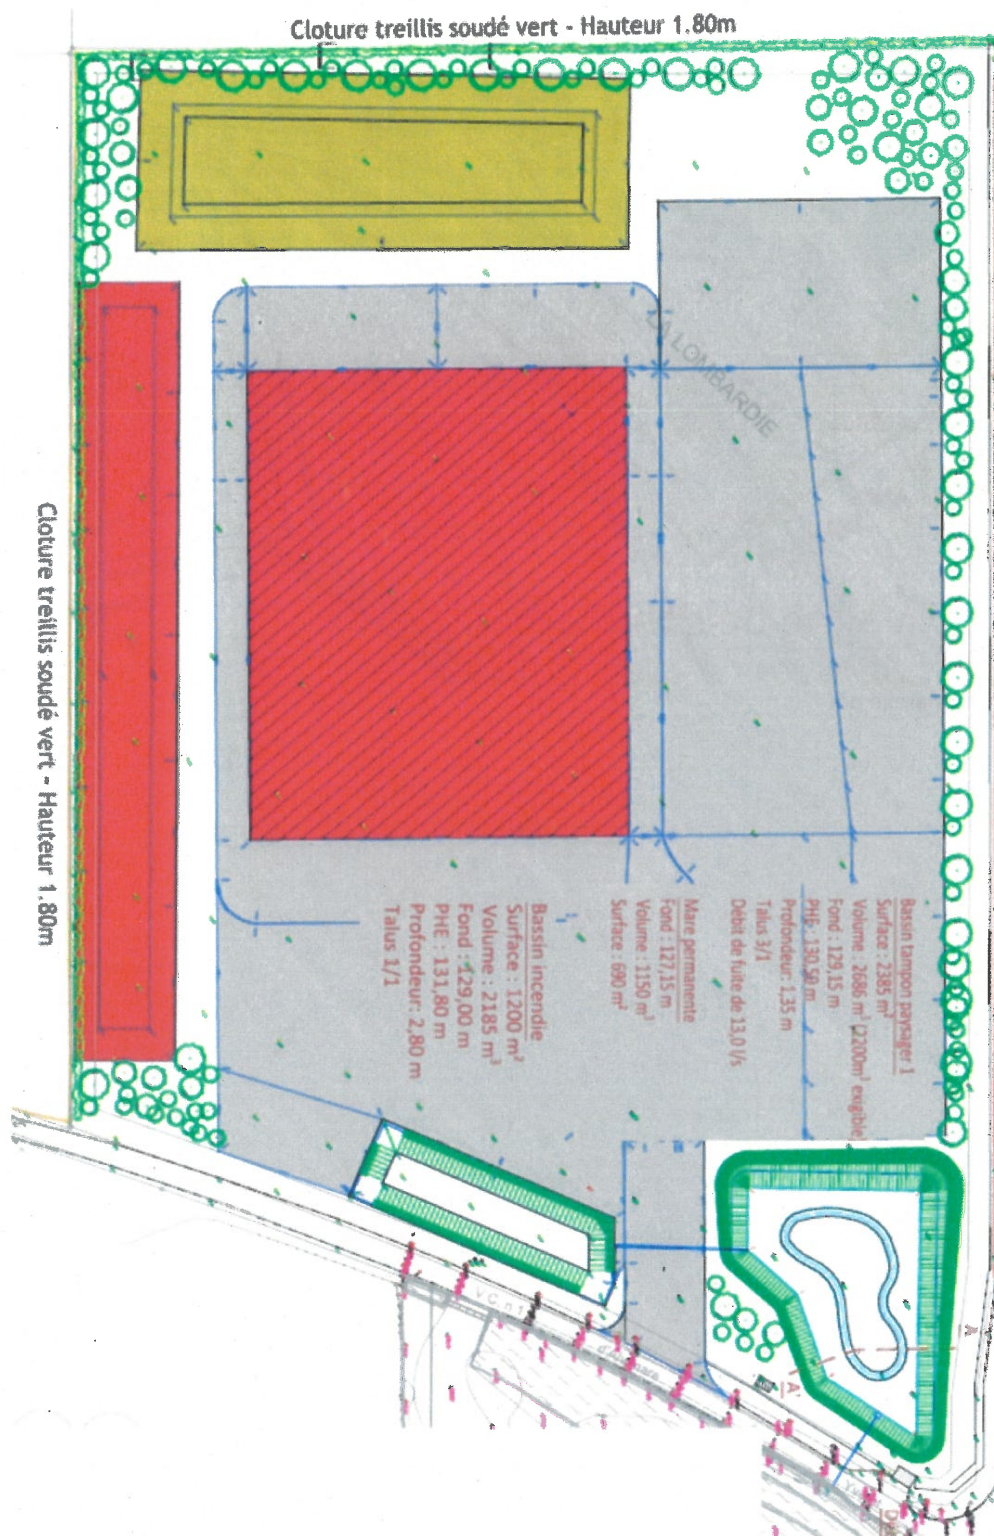 Cloture treillis soudé vert - Hauteur 1.80m
LA LOMBARDIE
Cloture treillis soudé vert - Hauteur 1.80m
Bassin tampon paysager 1
Surface : 2385 m²
Volume : 2686 m³ (2200m³ exigible)
Fond : 129,15 m
PHE : 130,50 m
Profondeur: 1,35 m
Talus 3/1
Débit de fuite de 13,0 l/s
Mare permanente
Fond : 127,15 m
Volume : 1150 m³
Surface : 690 m²
Bassin incendie
Surface : 1200 m²
Volume : 2185 m³
Fond : 129,00 m
PHE : 131,80 m
Profondeur: 2,80 m
Talus 1/1
V.C. n 1
A
A'